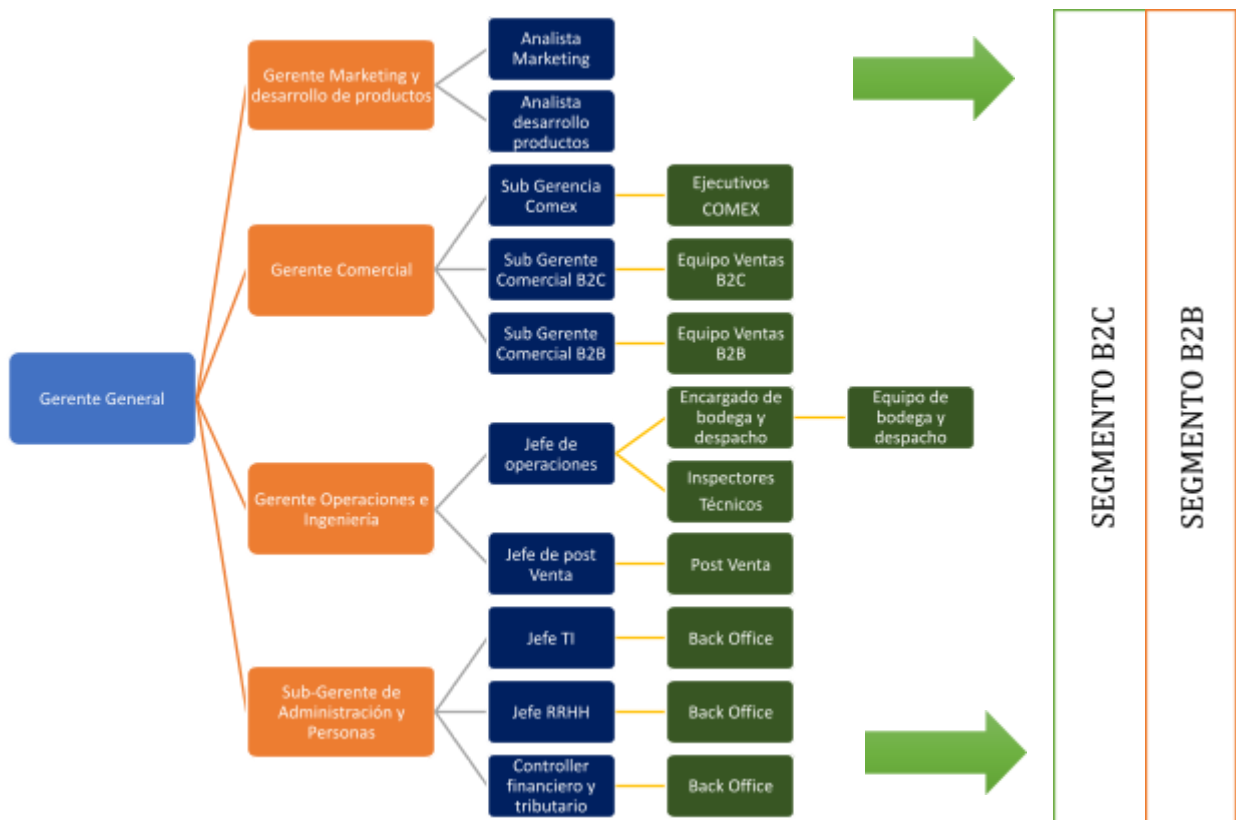 Gerente General
Gerente Marketing y
desarrollo de productos
Analista
Marketing
Analista
desarrollo
productos
Gerente Comercial
Sub Gerencia
Comex
Ejecutivos
COMEX
Sub Gerente
Comercial B2C
Equipo Ventas
B2C
Sub Gerente
Comercial B2B
Equipo Ventas
B2B
Gerente Operaciones e
Ingeniería
Jefe de
operaciones
Encargado de
bodega y
despacho
Equipo de
bodega y
despacho
Inspectores
Técnicos
Jefe de post
Venta
Post Venta
Sub-Gerente de
Administración y
Personas
Jefe TI
Back Office
Jefe RRHH
Back Office
Controller
financiero y
tributario
Back Office
SEGMENTO B2C
SEGMENTO B2B